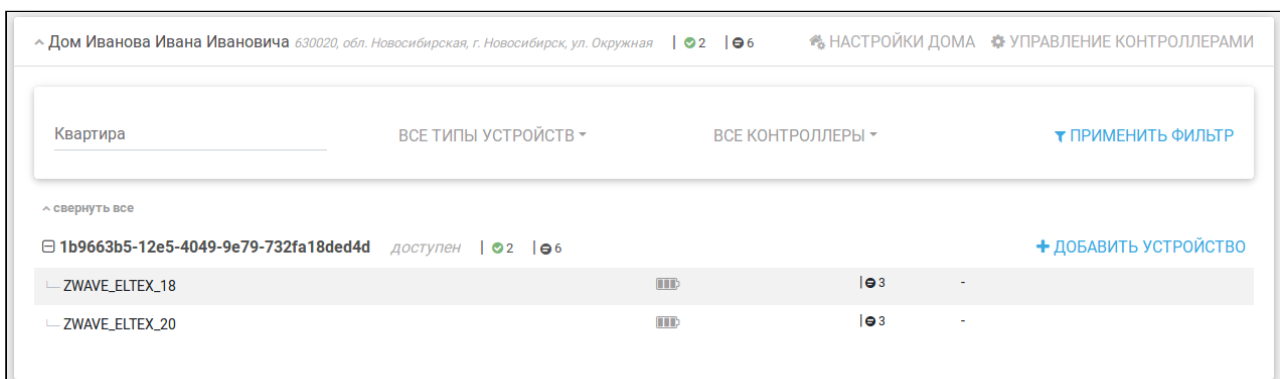 Дом Иванова Ивана Ивановича 630020, обл. Новосибирская, г. Новосибирск, ул. Окружная | 2 | 6 НАСТРОЙКИ ДОМА УПРАВЛЕНИЕ КОНТРОЛЛЕРАМИ
Квартира ВСЕ ТИПЫ УСТРОЙСТВ ВСЕ КОНТРОЛЛЕРЫ ПРИМЕНИТЬ ФИЛЬТР
свернуть все
1b9663b5-12e5-4049-9e79-732fa18ded4d доступен | 2 | 6 ДОБАВИТЬ УСТРОЙСТВО
ZWAVE_ELTEX_18 | 3 -
ZWAVE_ELTEX_20 | 3 -